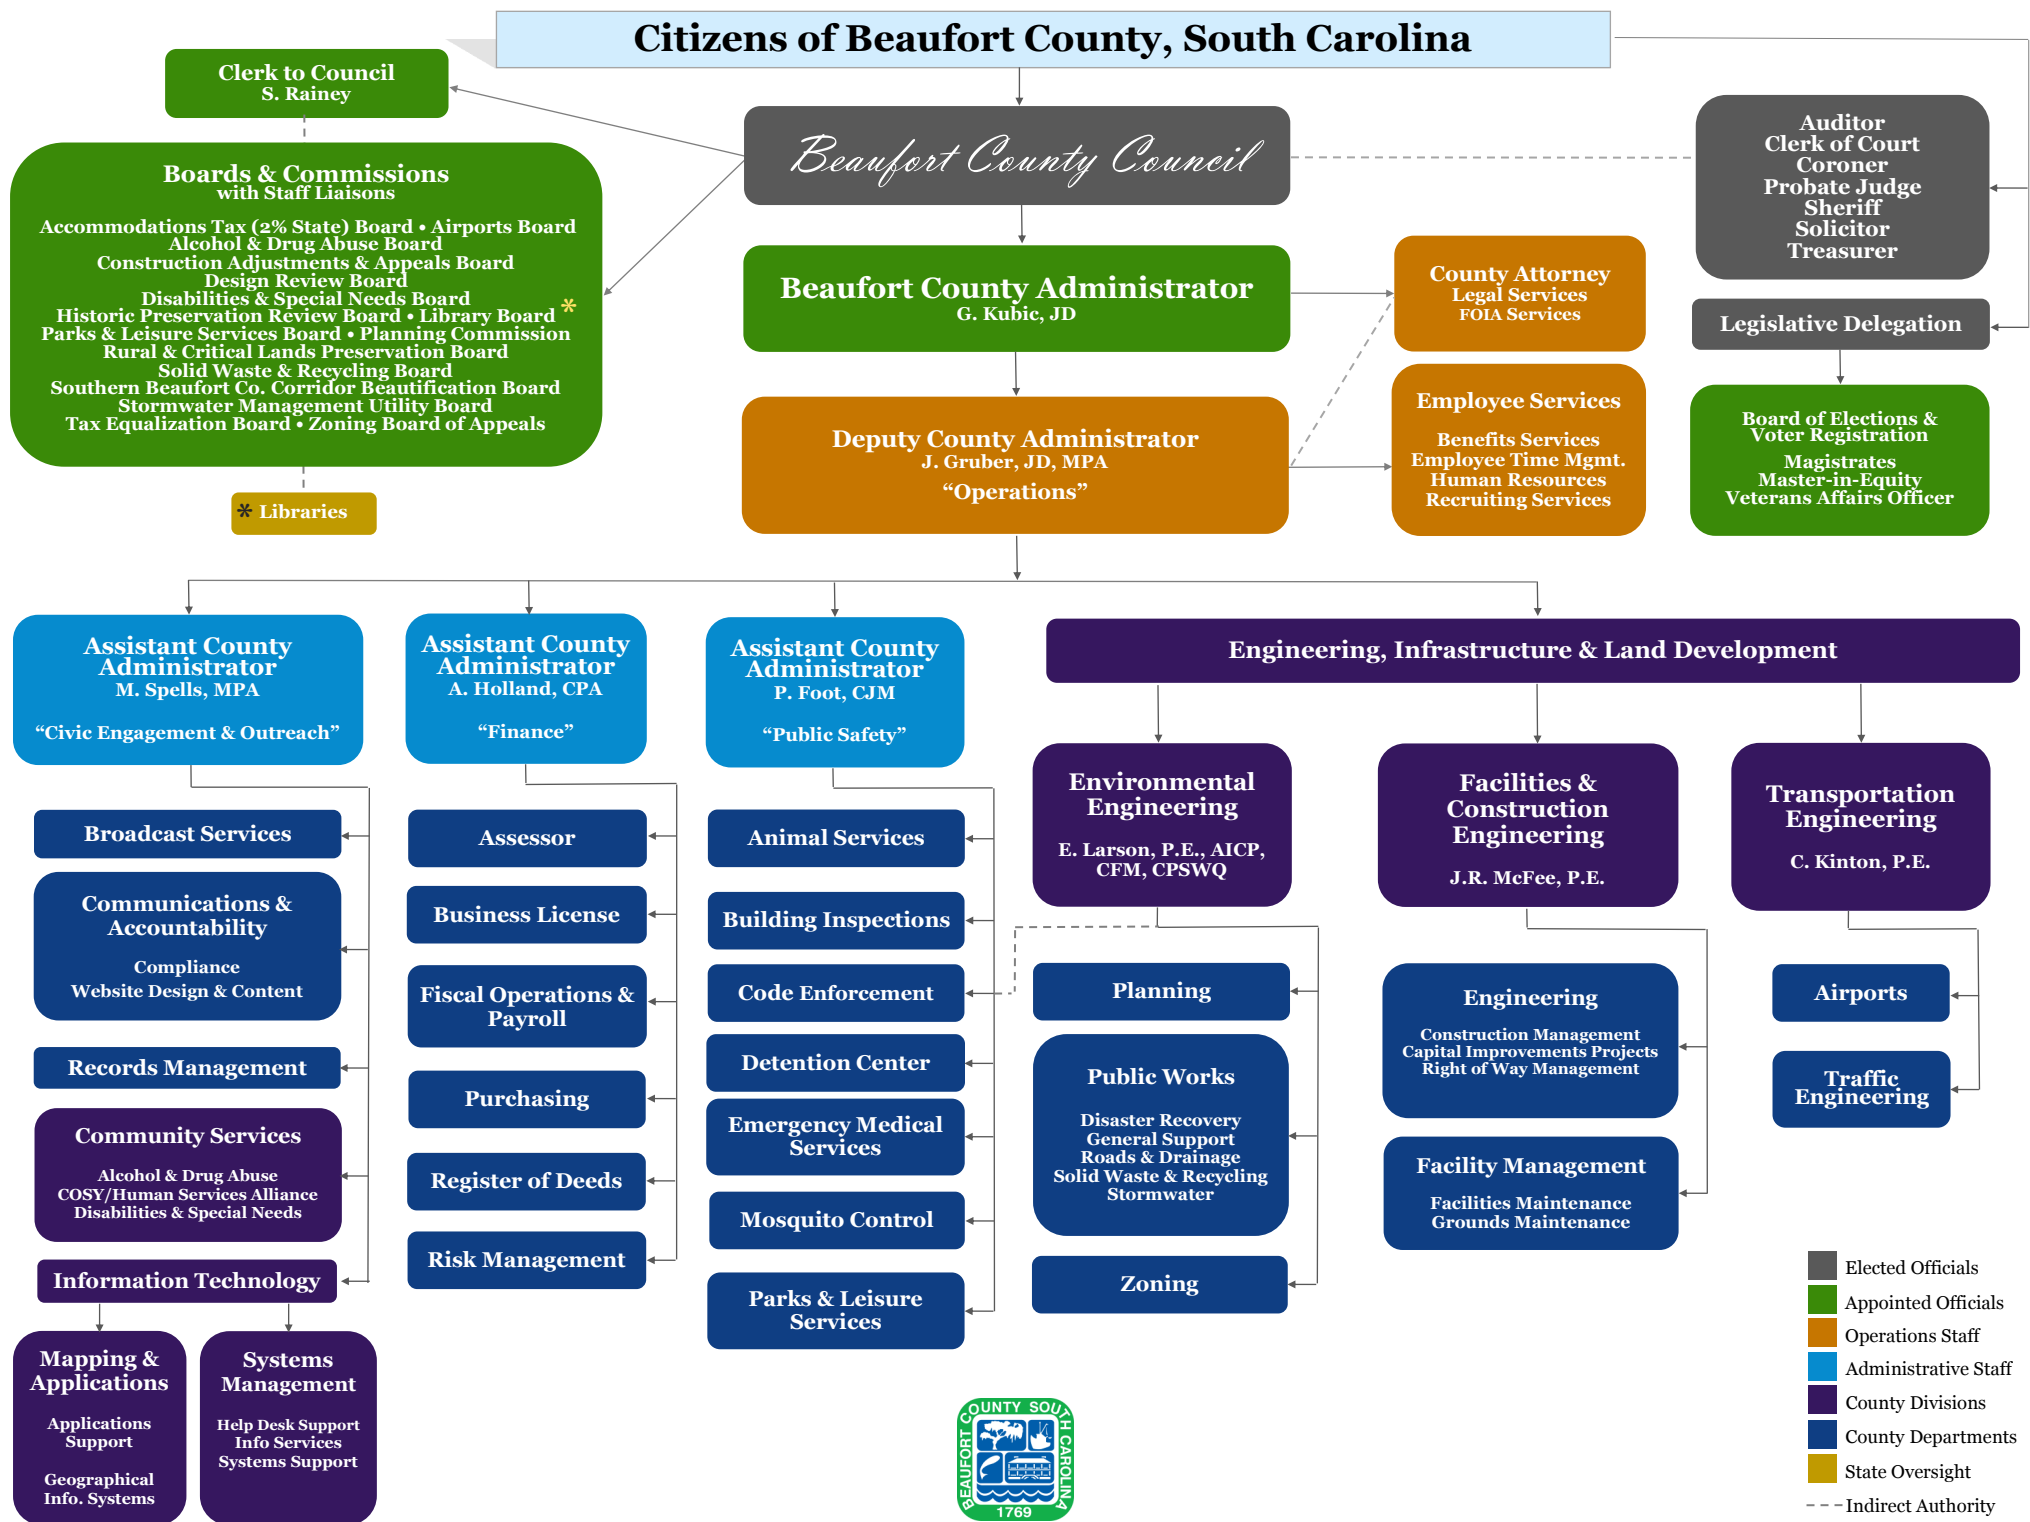 Citizens of Beaufort County, South Carolina
Clerk to Council
S. Rainey
Beaufort County Council
Auditor
Clerk of Court
Coroner
Probate Judge
Sheriff
Solicitor
Treasurer
Boards & Commissions
with Staff Liaisons
Accommodations Tax (2% State) Board • Airports Board
Alcohol & Drug Abuse Board
Construction Adjustments & Appeals Board
Design Review Board
Disabilities & Special Needs Board
Historic Preservation Review Board • Library Board *
Parks & Leisure Services Board • Planning Commission
Rural & Critical Lands Preservation Board
Solid Waste & Recycling Board
Southern Beaufort Co. Corridor Beautification Board
Stormwater Management Utility Board
Tax Equalization Board • Zoning Board of Appeals
* Libraries
Beaufort County Administrator
G. Kubic, JD
County Attorney
Legal Services
FOIA Services
Legislative Delegation
Deputy County Administrator
J. Gruber, JD, MPA
“Operations”
Employee Services
Benefits Services
Employee Time Mgmt.
Human Resources
Recruiting Services
Board of Elections &
Voter Registration
Magistrates
Master-in-Equity
Veterans Affairs Officer
Assistant County
Administrator
M. Spells, MPA
“Civic Engagement & Outreach”
Assistant County
Administrator
A. Holland, CPA
“Finance”
Assistant County
Administrator
P. Foot, CJM
“Public Safety”
Engineering, Infrastructure & Land Development
Environmental
Engineering
E. Larson, P.E., AICP,
CFM, CPSWQ
Facilities &
Construction
Engineering
J.R. McFee, P.E.
Transportation
Engineering
C. Kinton, P.E.
Broadcast Services
Communications &
Accountability
Compliance
Website Design & Content
Records Management
Community Services
Alcohol & Drug Abuse
COSY/Human Services Alliance
Disabilities & Special Needs
Information Technology
Mapping &
Applications
Applications
Support
Geographical
Info. Systems
Systems
Management
Help Desk Support
Info Services
Systems Support
Assessor
Business License
Fiscal Operations &
Payroll
Purchasing
Register of Deeds
Risk Management
Animal Services
Building Inspections
Code Enforcement
Detention Center
Emergency Medical
Services
Mosquito Control
Parks & Leisure
Services
Planning
Public Works
Disaster Recovery
General Support
Roads & Drainage
Solid Waste & Recycling
Stormwater
Zoning
Engineering
Construction Management
Capital Improvements Projects
Right of Way Management
Facility Management
Facilities Maintenance
Grounds Maintenance
Airports
Traffic
Engineering
Elected Officials
Appointed Officials
Operations Staff
Administrative Staff
County Divisions
County Departments
State Oversight
Indirect Authority
BEAUFORT COUNTY SOUTH CAROLINA
1769